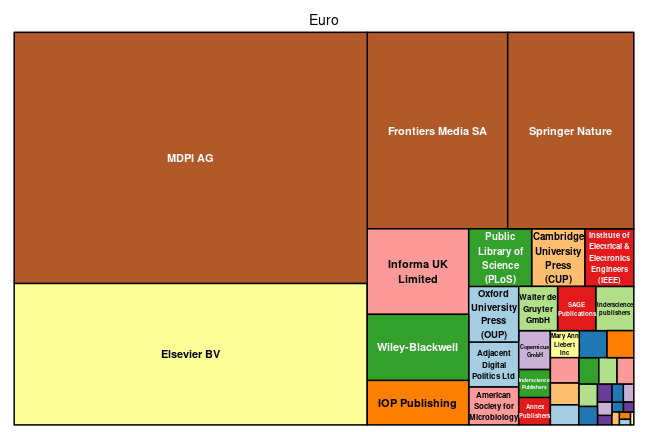 Euro
MDPI AG
Frontiers Media SA
Springer Nature
Elsevier BV
Informa UK
Limited
Wiley-Blackwell
IOP Publishing
Public
Library of
Science
(PLoS)
Cambridge
University
Press
(CUP)
Institute of
Electrical &
Electronics
Engineers
(IEEE)
Oxford
University
Press
(OUP)
Adjacent
Digital
Politics Ltd
American
Society for
Microbiology
Walter de
Gruyter
GmbH
SAGE
Publications
Inderscience
publishers
Copernicus
GmbH
Mary Ann
Liebert
Inc
Inderscience
Publishers
Annex
Publishers